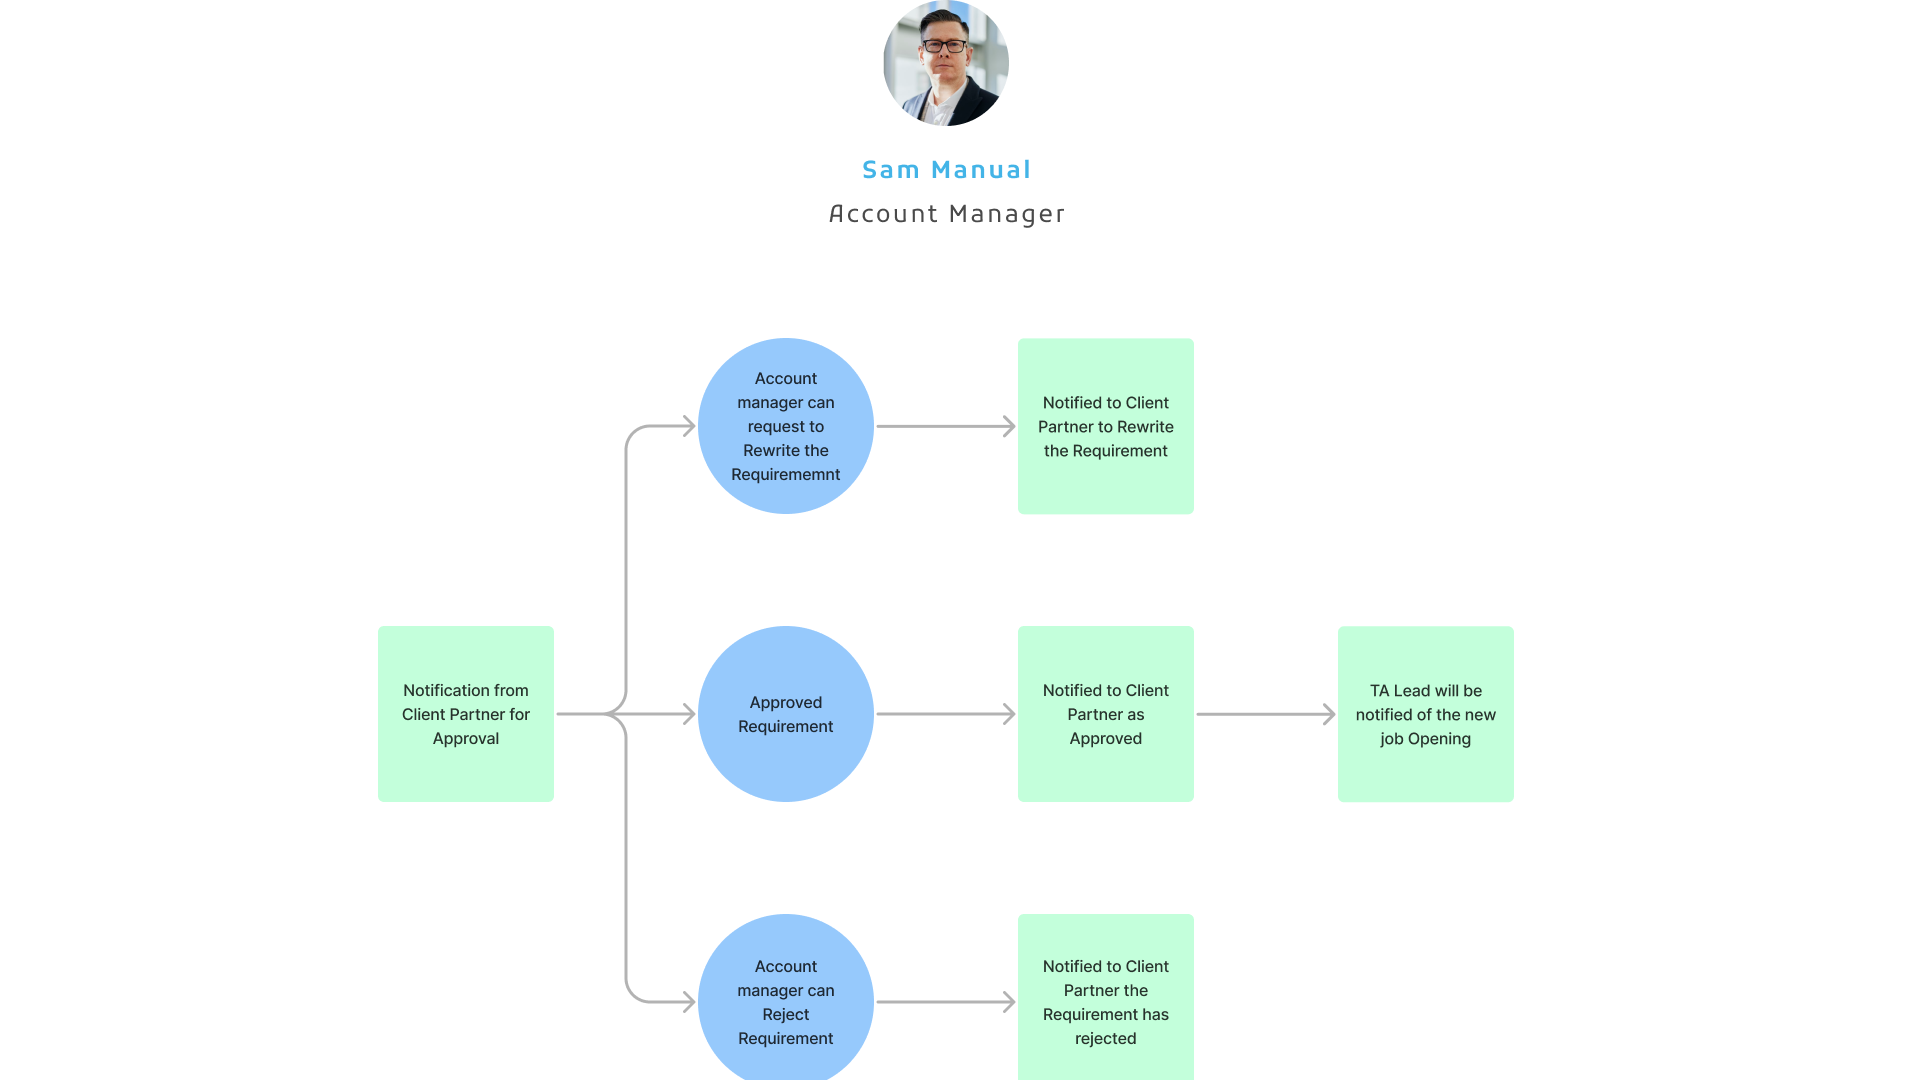 Sam Manual
Account Manager
Account
manager can
request to
Rewrite the
Requirememnt
Notified to Client
Partner to Rewrite
the Requirement
Notification from
Client Partner for
Approval
Approved
Requirement
Notified to Client
Partner as
Approved
TA Lead will be
notified of the new
job Opening
Account
manager can
Reject
Requirement
Notified to Client
Partner the
Requirement has
rejected